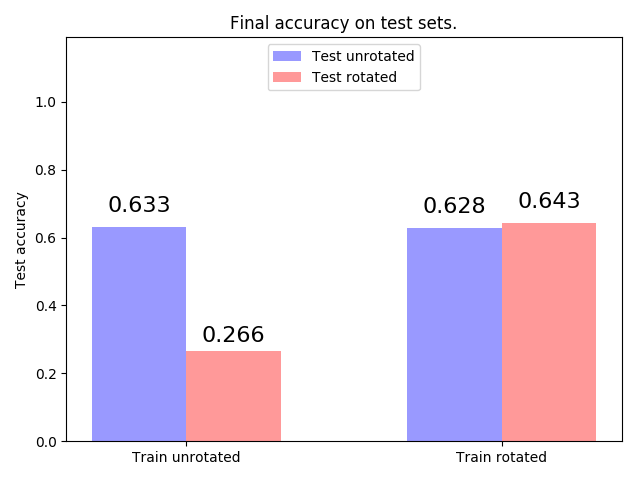 Final accuracy on test sets.
Test unrotated
Test rotated
Test accuracy
1.0
0.8
0.6
0.4
0.2
0.0
0.633
0.266
0.628
0.643
Train unrotated
Train rotated